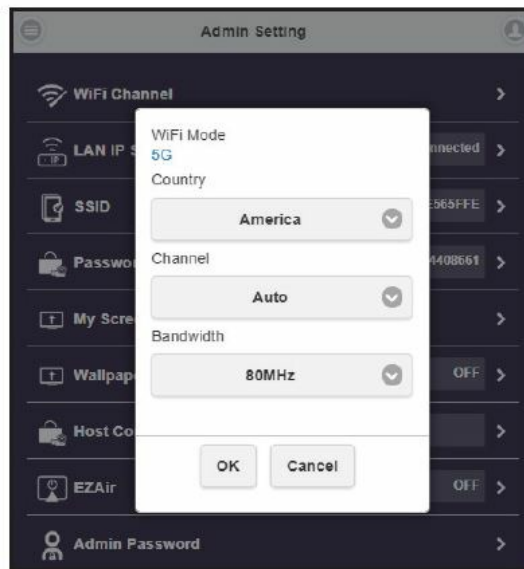 Admin Setting
WiFi Channel
WiFi Mode
5G
LAN IP
nnected
Country
America
SSID
E565FFE
Channel
Passwo
4408661
Auto
My Scre
Bandwidth
80MHz
Wallpap
OFF
Host Co
OK
Cancel
EZAir
OFF
Admin Password